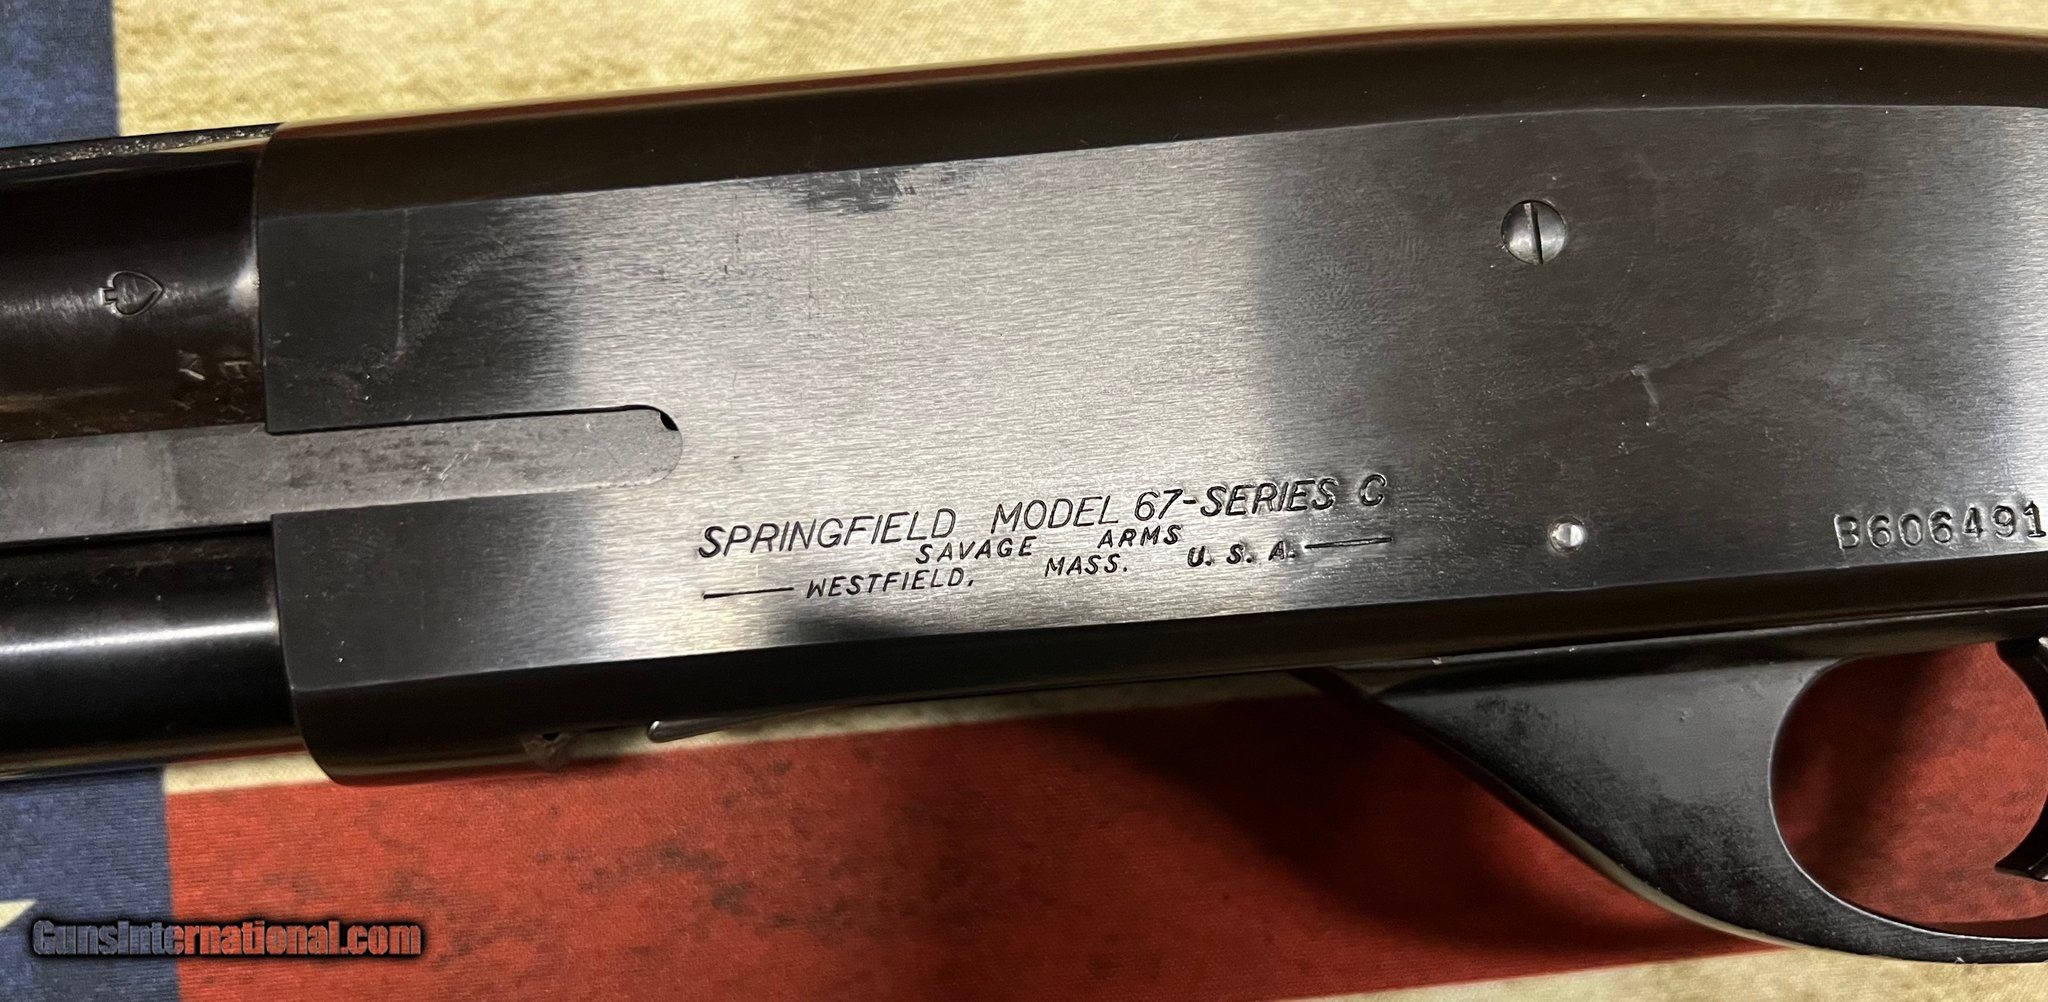 SPRINGFIELD MODEL 67-SERIES C
SAVAGE ARMS
WESTFIELD, MASS. U. S. A.
B606491
GunsInternational.com